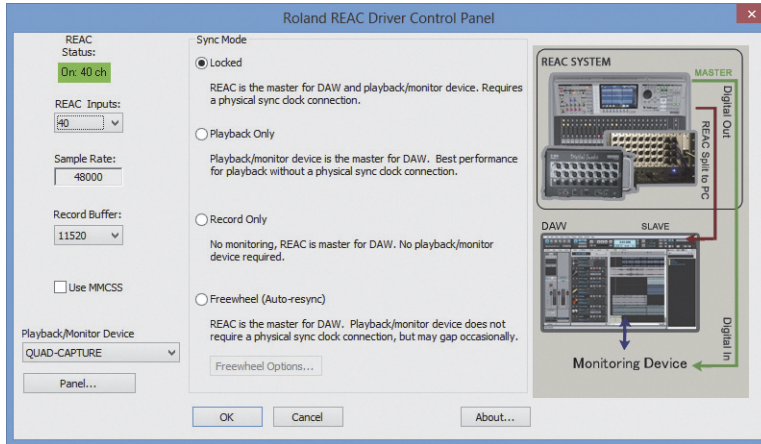 Roland REAC Driver Control Panel
REAC
Status:
On: 40 ch
REAC Inputs:
40
Sample Rate:
48000
Record Buffer:
11520
Use MMCSS
Playback/Monitor Device
QUAD-CAPTURE
Panel...
Sync Mode
Locked
REAC is the master for DAW and playback/monitor device. Requires
a physical sync clock connection.
Playback Only
Playback/monitor device is the master for DAW. Best performance
for playback without a physical sync clock connection.
Record Only
No monitoring, REAC is master for DAW. No playback/monitor
device required.
Freewheel (Auto-resync)
REAC is the master for DAW. Playback/monitor device does not
require a physical sync clock connection, but may gap occasionally.
Freewheel Options...
OK
Cancel
About...
REAC SYSTEM
MASTER
Digital Out
REAC Split to PC
Digital Snake
DAW
SLAVE
Digital In
Monitoring Device